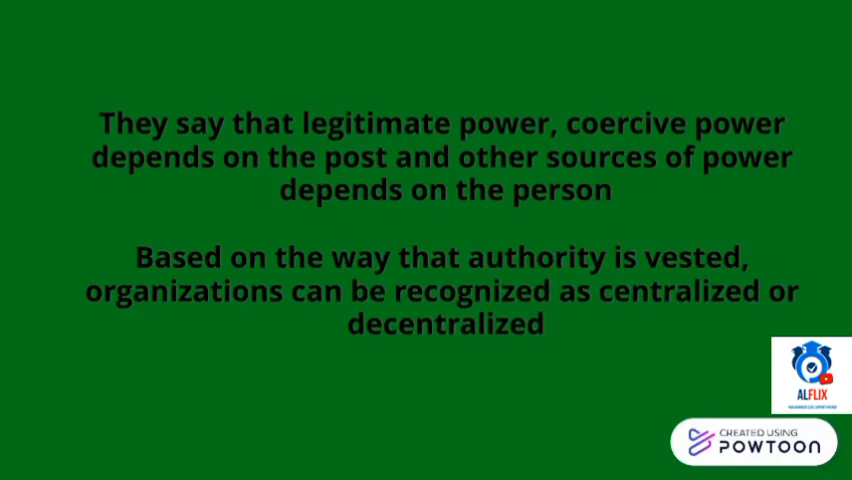 They say that legitimate power, coercive power
depends on the post and other sources of power
depends on the person
Based on the way that authority is vested,
organizations can be recognized as centralized or
decentralized
ALFLIX
CREATED USING
POWTOON